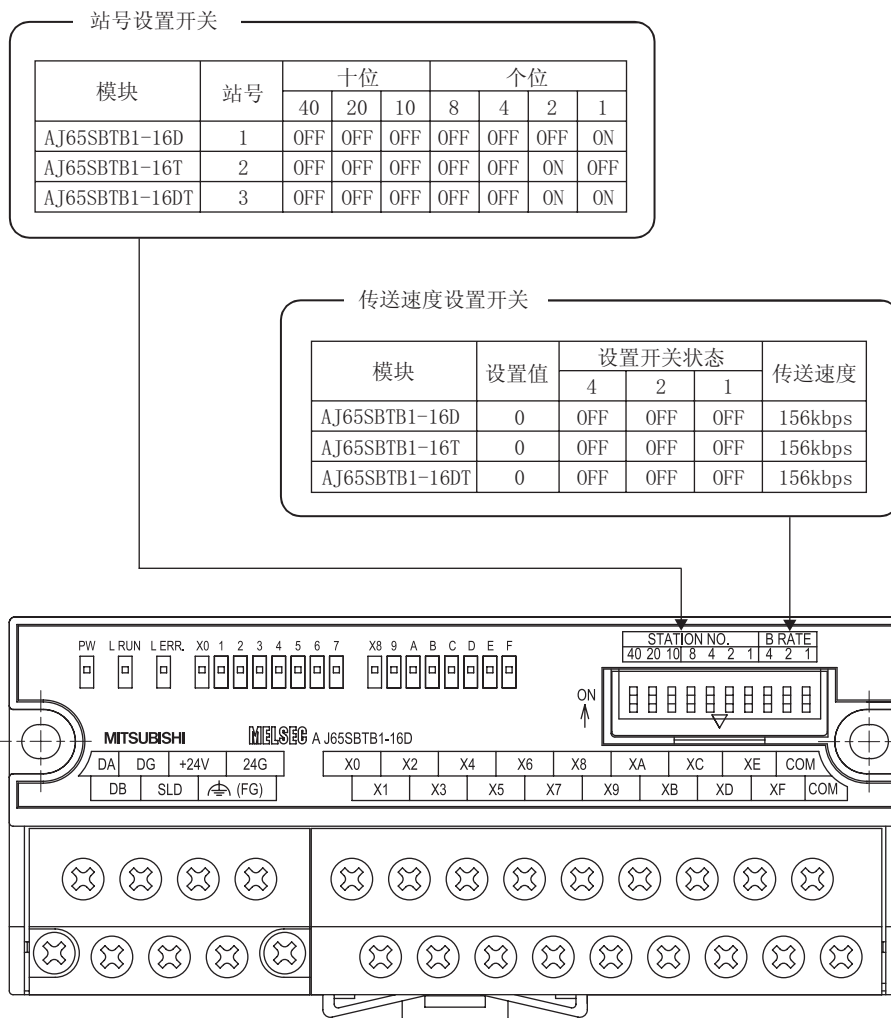 站号设置开关
模块 站号 十位 个位
40 20 10 8 4 2 1
AJ65SBTB1-16D 1 OFF OFF OFF OFF OFF OFF ON
AJ65SBTB1-16T 2 OFF OFF OFF OFF OFF ON OFF
AJ65SBTB1-16DT 3 OFF OFF OFF OFF OFF ON ON
传送速度设置开关
模块 设置值 设置开关状态 传送速度
4 2 1
AJ65SBTB1-16D 0 OFF OFF OFF 156kbps
AJ65SBTB1-16T 0 OFF OFF OFF 156kbps
AJ65SBTB1-16DT 0 OFF OFF OFF 156kbps
STATION NO. B RATE
40 20 10 8 4 2 1 4 2 1
PW L RUN L ERR. X0 1 2 3 4 5 6 7 X8 9 A B C D E F
ON
MITSUBISHI MELSEC A J65SBTB1-16D
DA DG +24V 24G X0 X2 X4 X6 X8 XA XC XE COM
DB SLD (FG) X1 X3 X5 X7 X9 XB XD XF COM